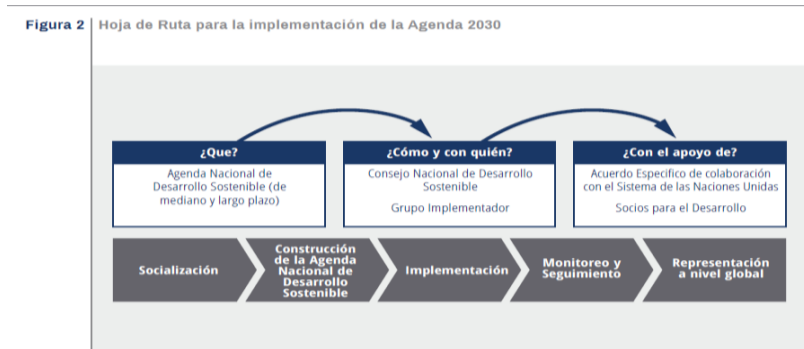 Figura 2 Hoja de Ruta para la implementación de la Agenda 2030
¿Que?
Agenda Nacional de
Desarrollo Sostenible (de
mediano y largo plazo)
¿Cómo y con quién?
Consejo Nacional de Desarrollo
Sostenible
Grupo Implementador
¿Con el apoyo de?
Acuerdo Especifico de colaboración
con el Sistema de las Naciones Unidas
Socios para el Desarrollo
Socialización
Construcción
de la Agenda
Nacional de
Desarrollo
Sostenible
Implementación
Monitoreo y
Seguimiento
Representación
a nivel global